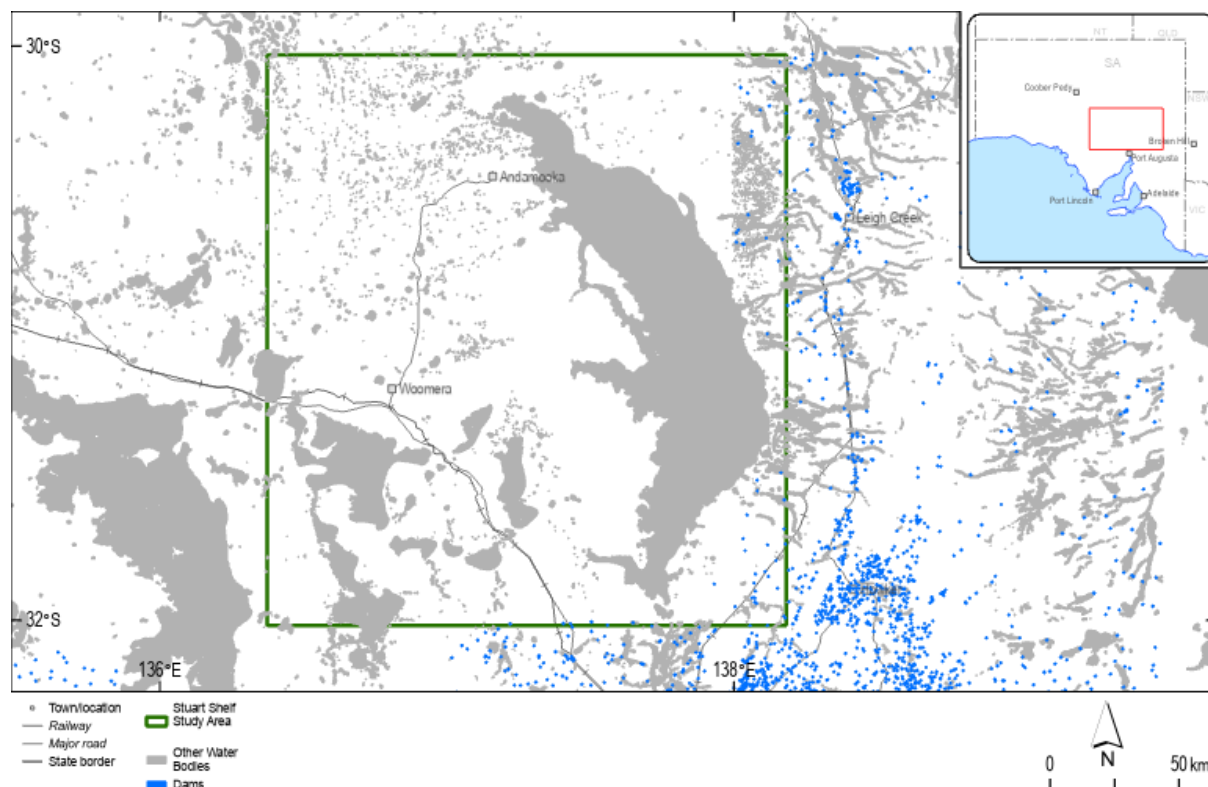 30°S
32°S
136°E
138°E
Andamooka
Woomera
Leigh Creek
NT
QLD
SA
NSW
VIC
Coober Pedy
Broken Hill
Port Augusta
Port Lincoln
Adelaide
Town/location
Railway
Major road
State border
Stuart Shelf
Study Area
Other Water
Bodies
Dams
N
0
50 km